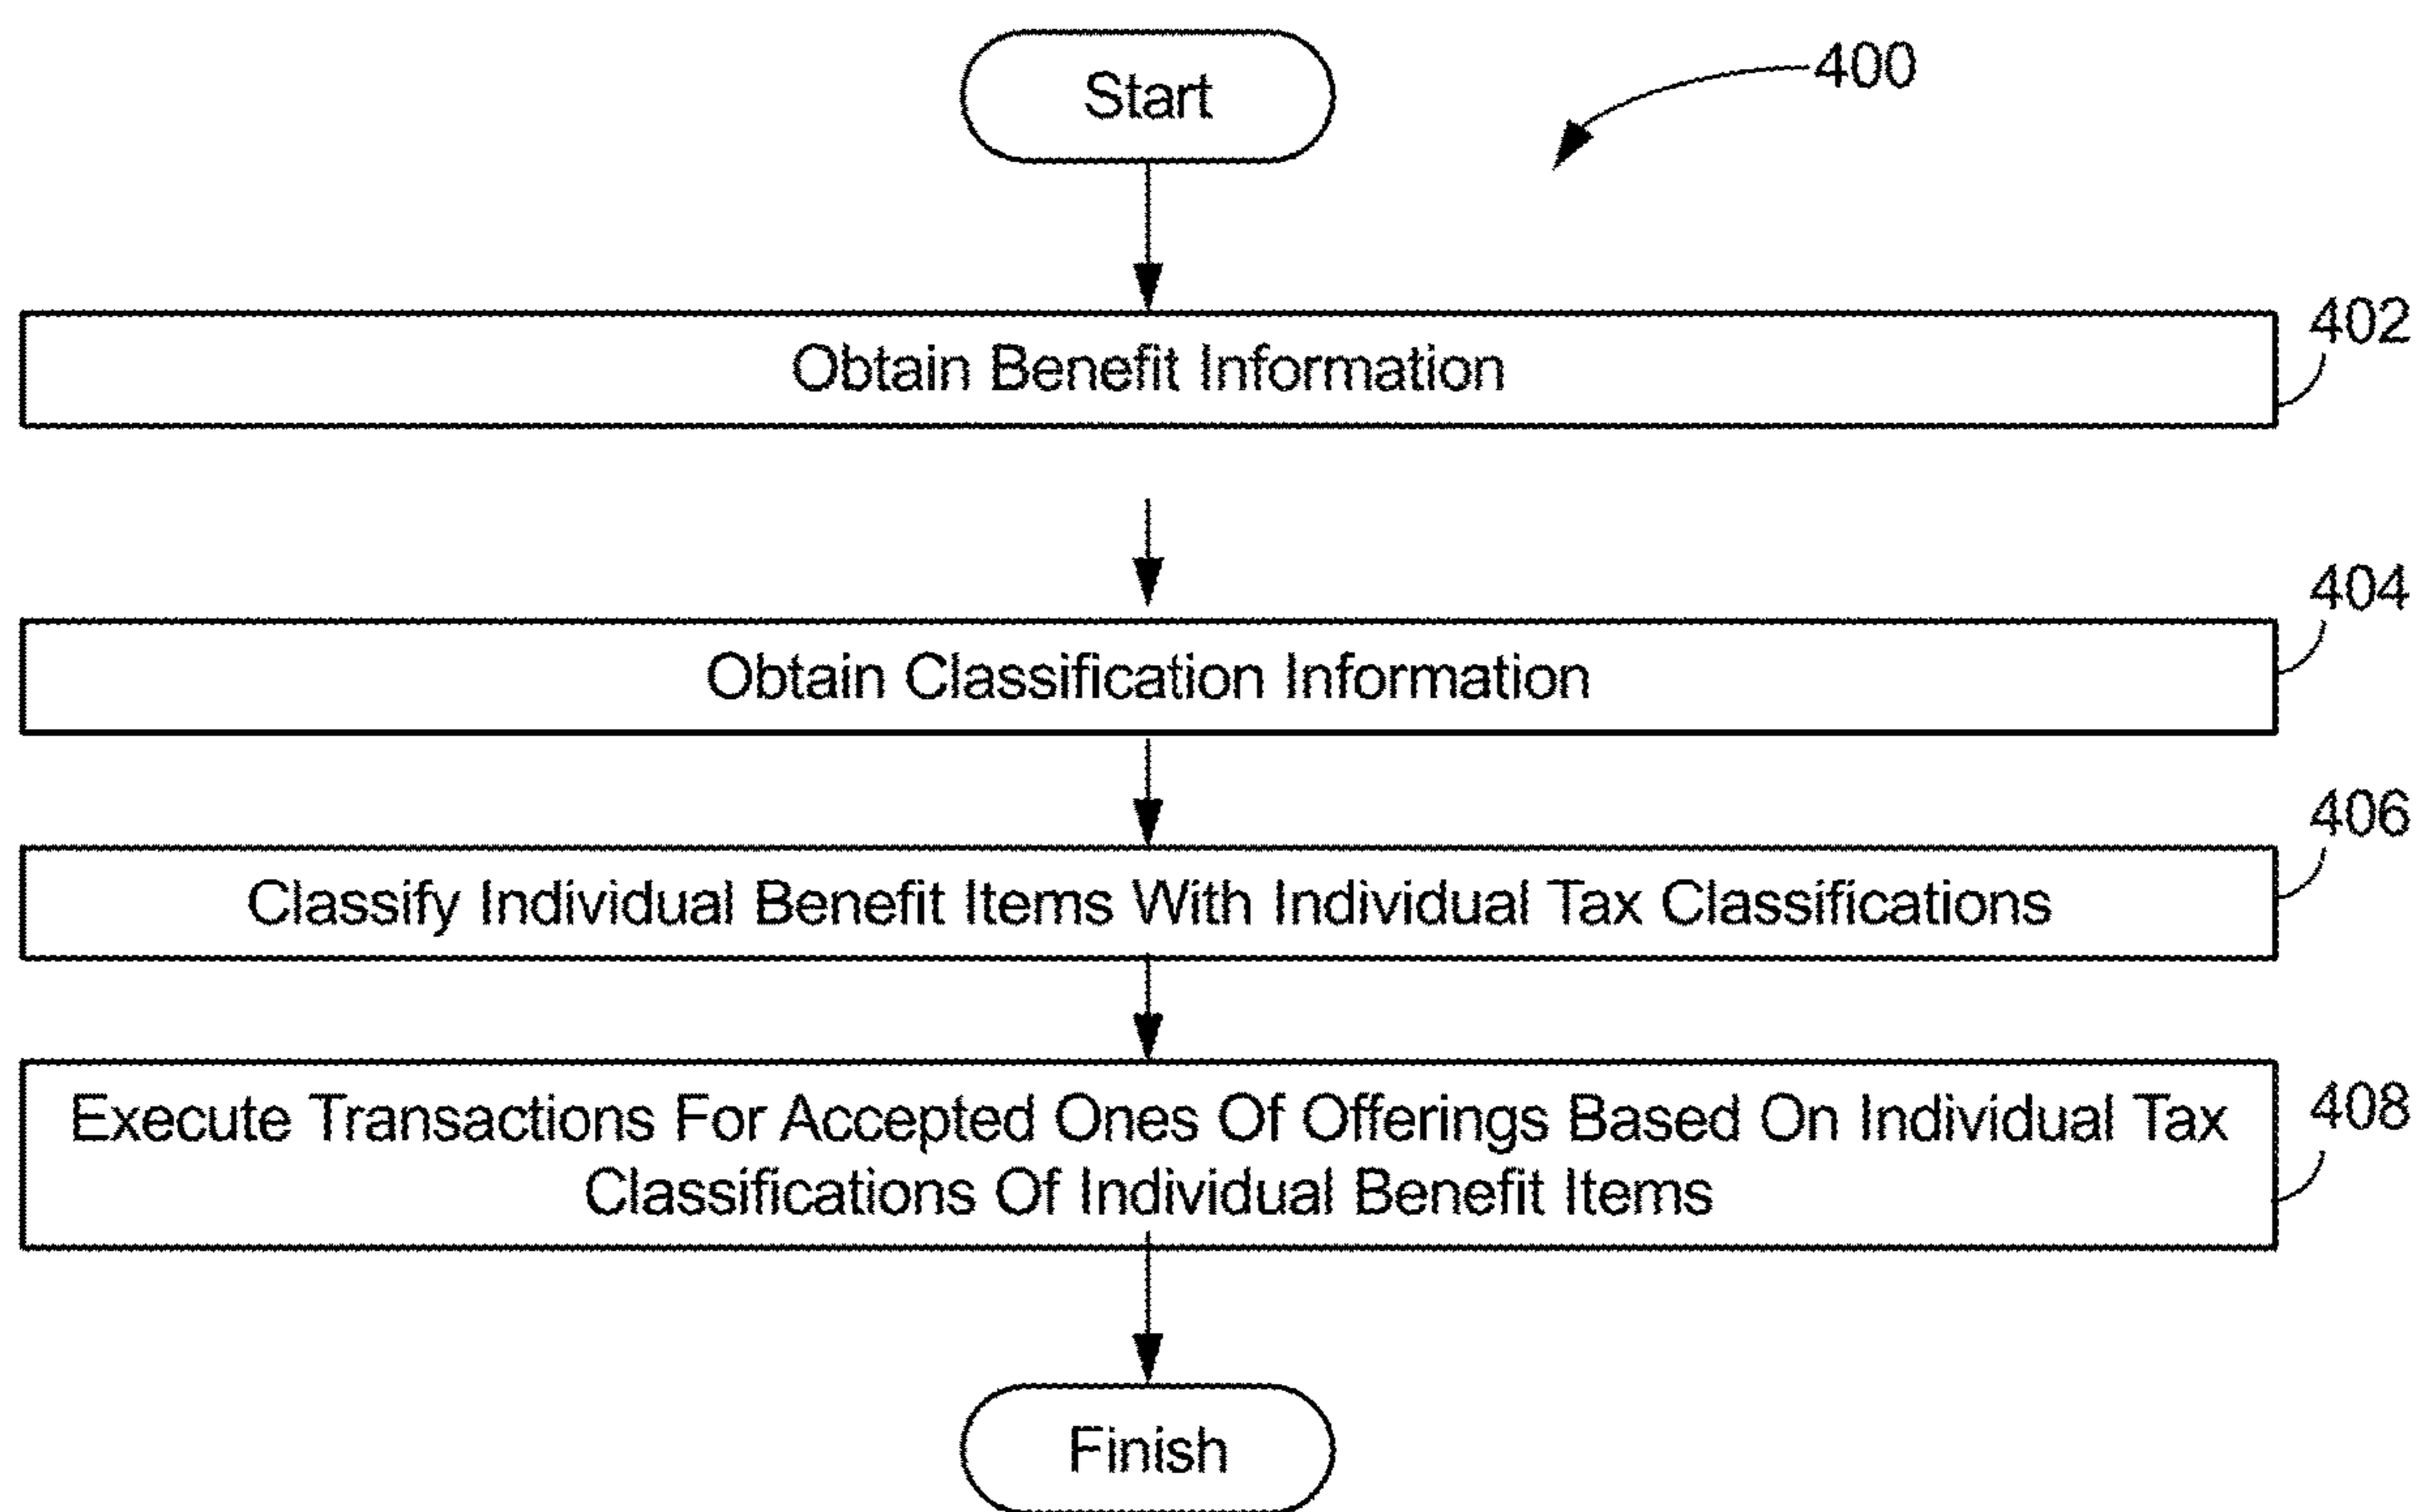 Start
400
Obtain Benefit Information
402
Obtain Classification Information
404
Classify Individual Benefit Items With Individual Tax Classifications
406
Execute Transactions For Accepted Ones Of Offerings Based On Individual Tax
Classifications Of Individual Benefit Items
408
Finish